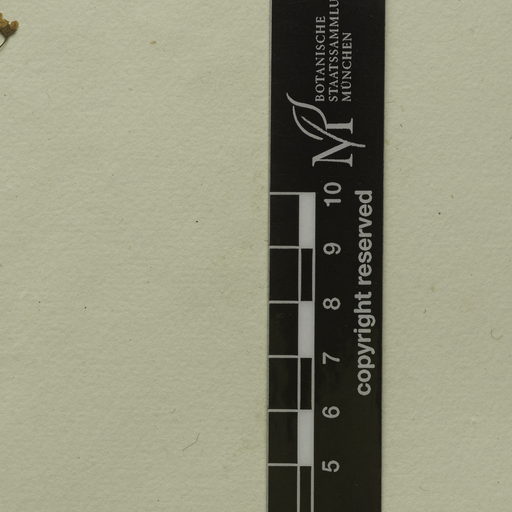 BOTANISCHE
STAATSSAMMLU
MÜNCHEN
M
10
9
8
7
6
5
copyright reserved